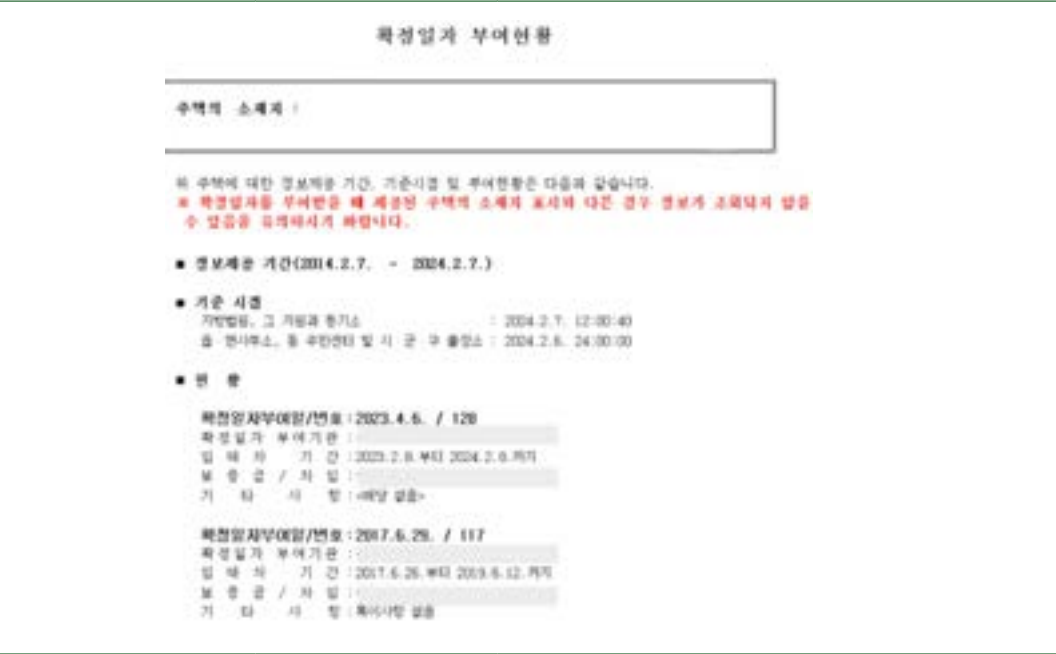 확정일자 부여현황
주택의 소재지 :
위 주택에 대한 정보제공 기간, 기준시점 및 부여현황은 다음과 같습니다.
※ 확정일자를 부여받을 때 제공된 주택의 소재지 표시와 다른 경우 정보가 조회되지 않을
수 있음을 유의하시기 바랍니다.
■ 정보제공 기간(2014.2.7. - 2024.2.7.)
■ 기준 시점
지방법원, 그 지원과 등기소 : 2024.2.7. 12:00:40
읍·면사무소, 동 주민센터 및 시·군·구 출장소 : 2024.2.6. 24:00:00
■ 현 황
확정일자부여일/번호 : 2023.4.6. / 128
확정일자 부여기관 :
임 대 차 기 간 : 2023.2.8.부터 2024.2.8.까지
보 증 금 / 차 임 :
기 타 사 항 : <해당 없음>
확정일자부여일/번호 : 2017.6.29. / 117
확정일자 부여기관 :
임 대 차 기 간 : 2017.6.26.부터 2019.6.12.까지
보 증 금 / 차 임 :
기 타 사 항 : 특이사항 없음